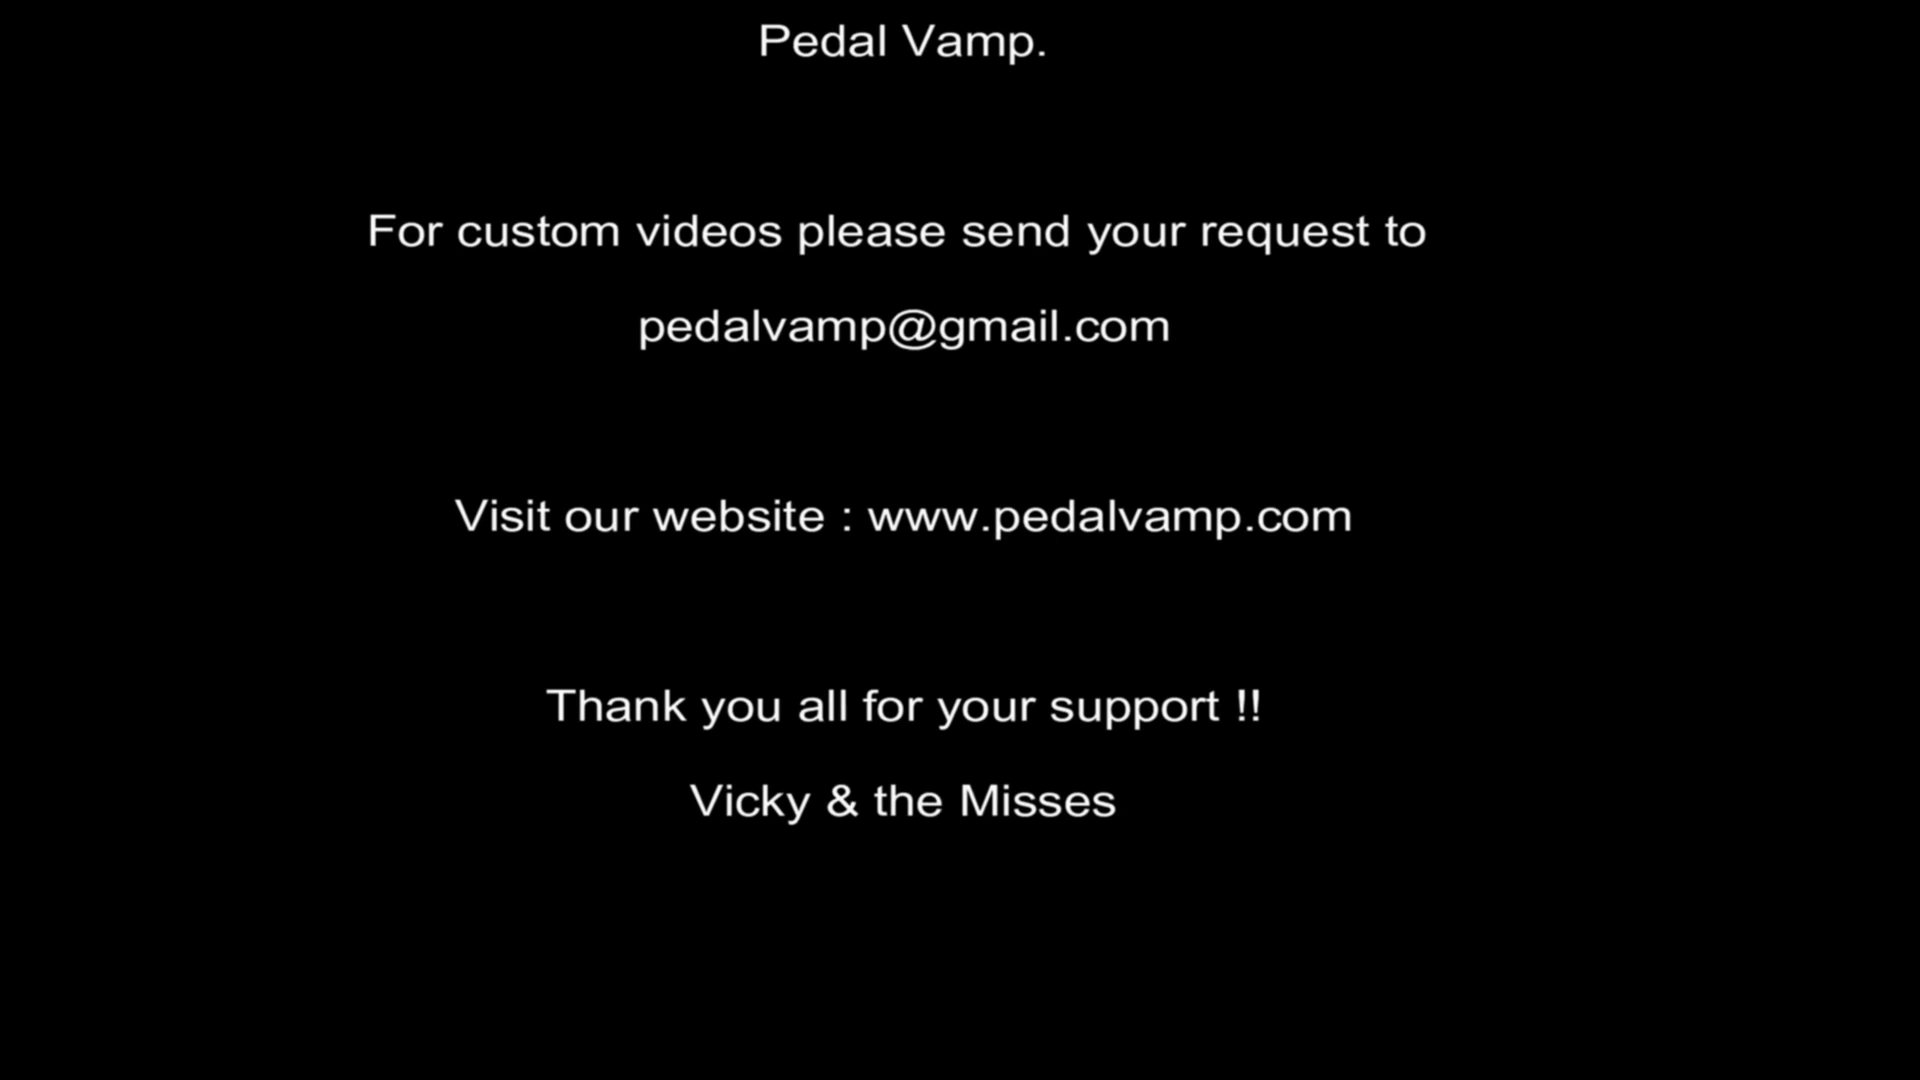 Pedal Vamp.
For custom videos please send your request to
pedalvamp@gmail.com
Visit our website : www.pedalvamp.com
Thank you all for your support !!
Vicky & the Misses